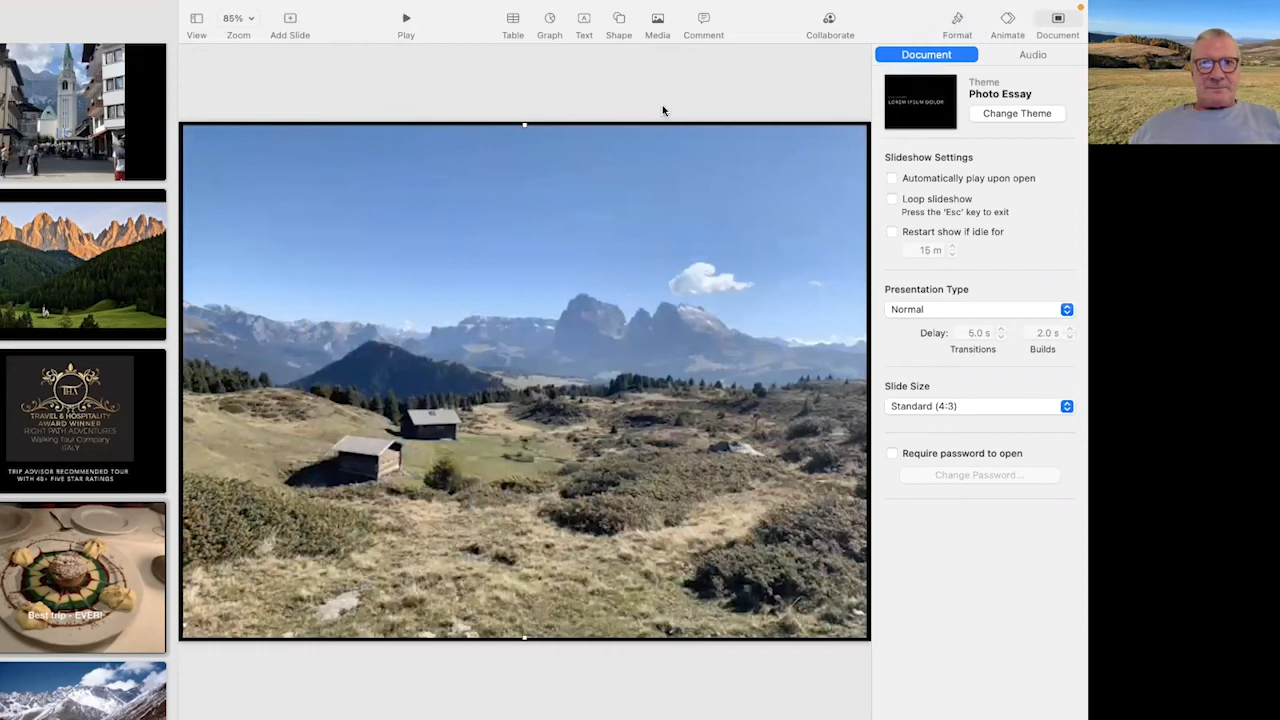 View
85%
Zoom
Add Slide
Play
Table
Graph
Text
Shape
Media
Comment
Collaborate
Format
Animate
Document
Document
Audio
LOREM IPSUM DOLOR
Theme
Photo Essay
Change Theme
Slideshow Settings
Automatically play upon open
Loop slideshow
Press the 'Esc' key to exit
Restart show if idle for
15 m
Presentation Type
Normal
Delay:
5.0 s
2.0 s
Transitions
Builds
Slide Size
Standard (4:3)
Require password to open
Change Password...
TRAVEL & HOSPITALITY
AWARD WINNER
RIGHT PATH ADVENTURES
Walking Tour Company
ITALY
TRIP ADVISOR RECOMMENDED TOUR
WITH 45+ FIVE STAR RATINGS
Best trip - EVER!